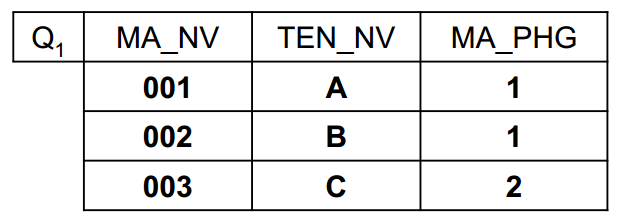 Q1 MA_NV TEN_NV MA_PHG
001 A 1
002 B 1
003 C 2